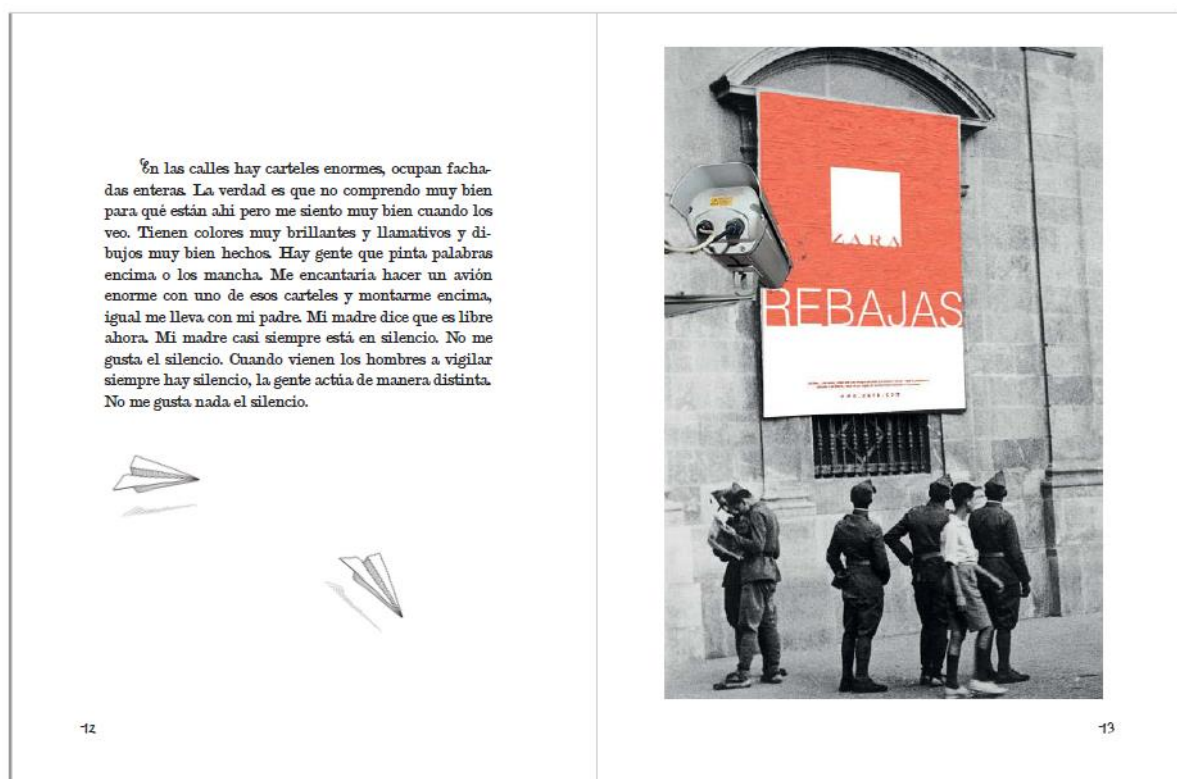 En las calles hay carteles enormes, ocupan facha-
das enteras. La verdad es que no comprendo muy bien
para qué están ahí pero me siento muy bien cuando los
veo. Tienen colores muy brillantes y llamativos y di-
bujos muy bien hechos. Hay gente que pinta palabras
encima o los mancha. Me encantaría hacer un avión
enorme con uno de esos carteles y montarme encima,
igual me lleva con mi padre. Mi madre dice que es libre
ahora. Mi madre casi siempre está en silencio. No me
gusta el silencio. Cuando vienen los hombres a vigilar
siempre hay silencio, la gente actúa de manera distinta.
No me gusta nada el silencio.
12
ZARA
REBAJAS
www.zara.com
13